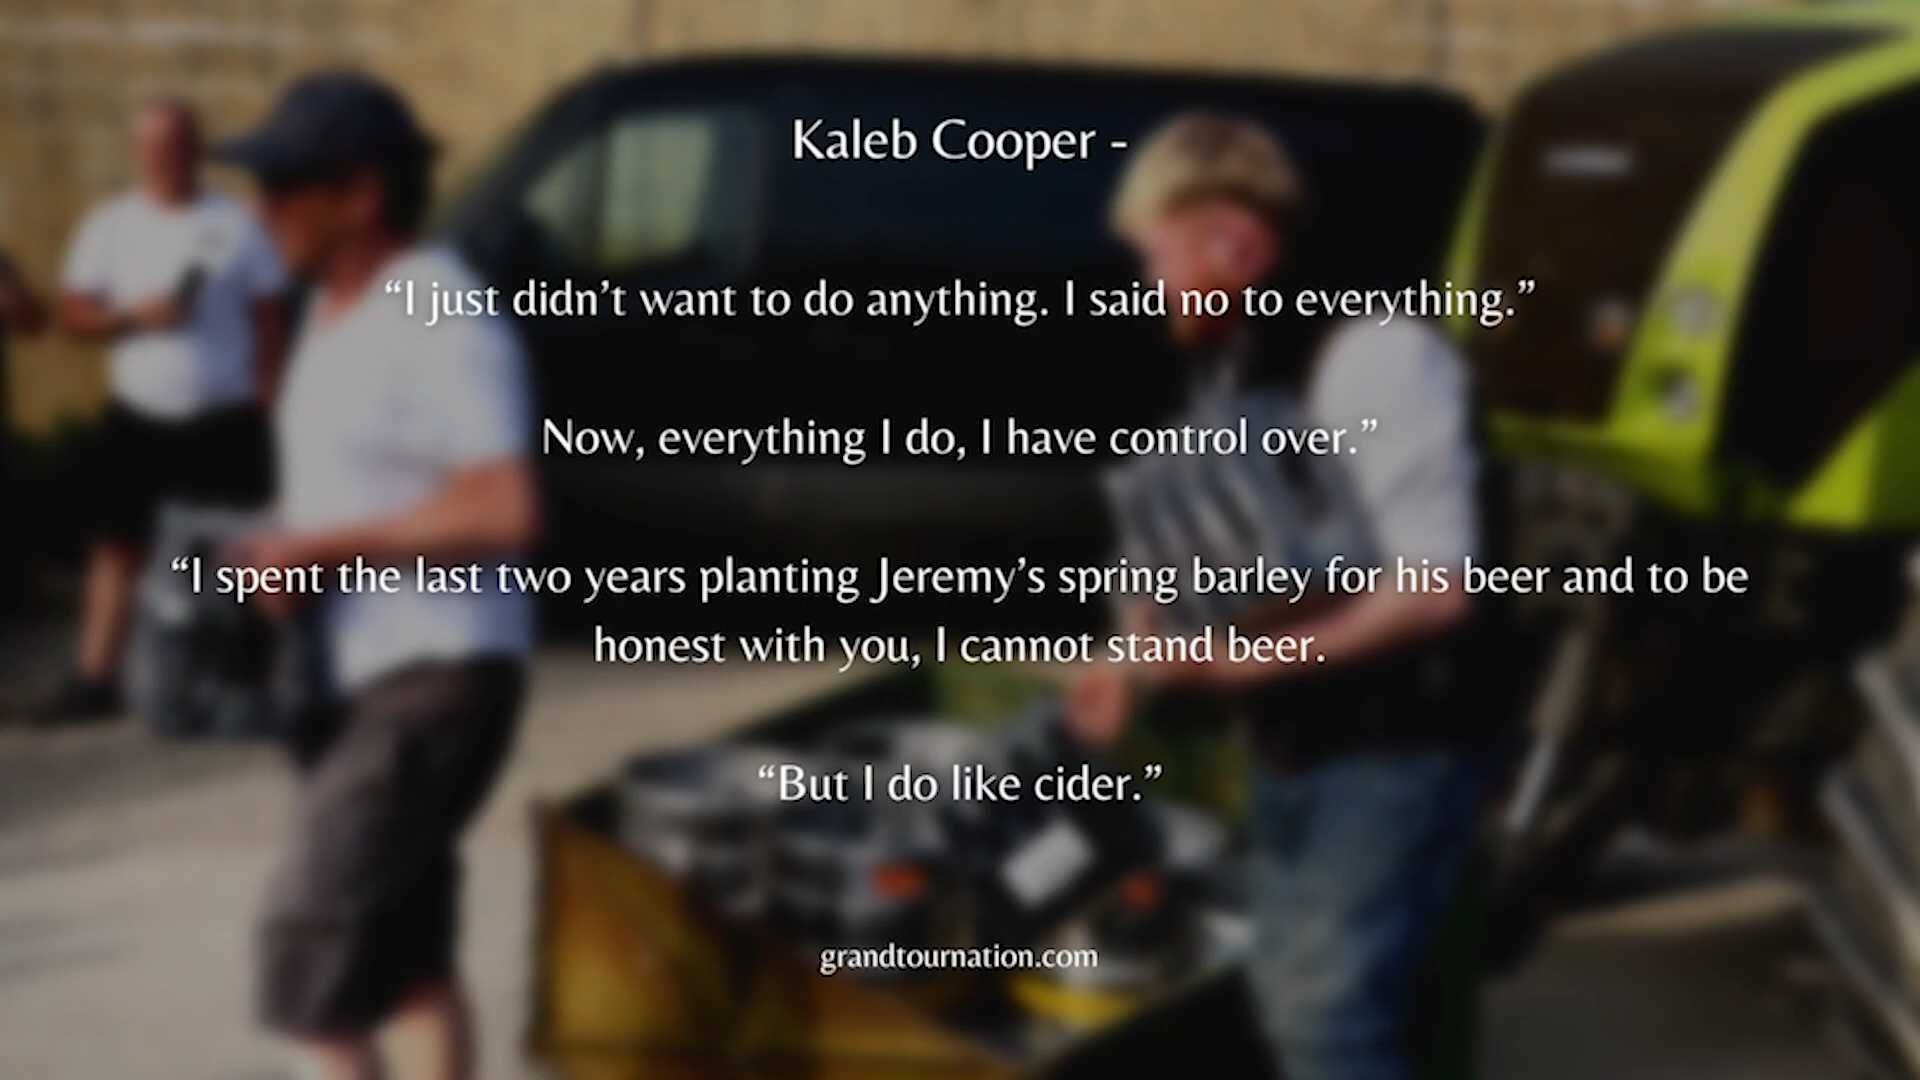 Kaleb Cooper -
“I just didn’t want to do anything. I said no to everything.”
Now, everything I do, I have control over.”
“I spent the last two years planting Jeremy’s spring barley for his beer and to be
honest with you, I cannot stand beer.
“But I do like cider.”
grandtournation.com